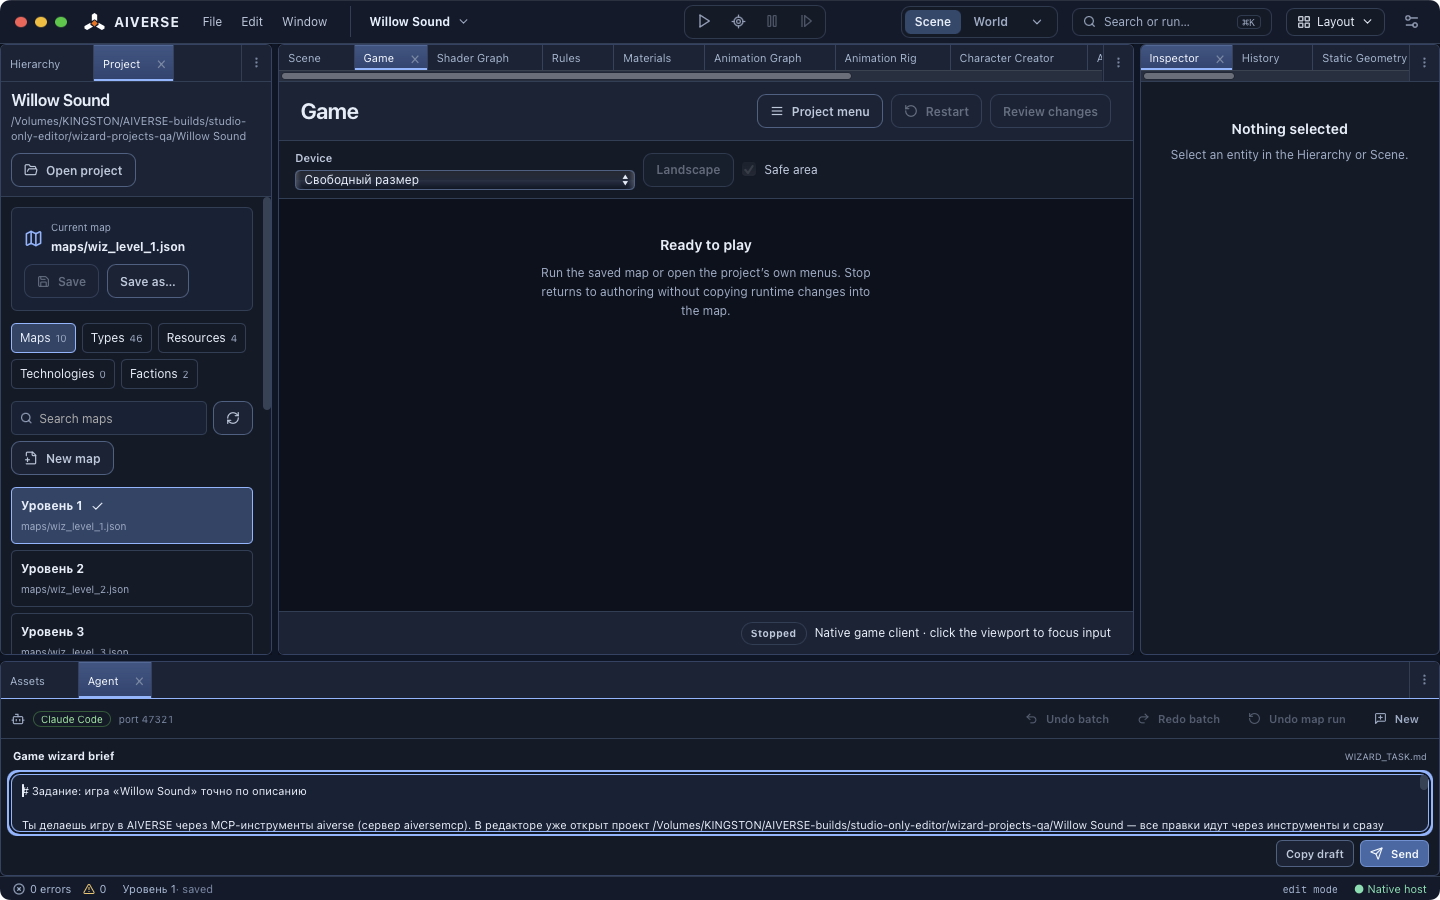 AIVERSE File Edit Window Willow Sound Scene World Search or run... ⌘K Layout
Hierarchy Project
Scene Game Shader Graph Rules Materials Animation Graph Animation Rig Character Creator
Inspector History Static Geometry
Willow Sound
/Volumes/KINGSTON/AIVERSE-builds/studio-
only-editor/wizard-projects-qa/Willow Sound
Open project
Current map
maps/wiz_level_1.json
Save Save as...
Maps 10 Types 46 Resources 4
Technologies 0 Factions 2
Search maps
New map
Уровень 1
maps/wiz_level_1.json
Уровень 2
maps/wiz_level_2.json
Уровень 3
maps/wiz_level_3.json
Game
Project menu Restart Review changes
Device
Свободный размер
Landscape Safe area
Ready to play
Run the saved map or open the project's own menus. Stop
returns to authoring without copying runtime changes into
the map.
Stopped Native game client · click the viewport to focus input
Nothing selected
Select an entity in the Hierarchy or Scene.
Assets Agent
Claude Code port 47321 Undo batch Redo batch Undo map run New
Game wizard brief WIZARD_TASK.md
# Задание: игра «Willow Sound» точно по описанию
Ты делаешь игру в AIVERSE через MCP-инструменты aiverse (сервер aiversemcp). В редакторе уже открыт проект /Volumes/KINGSTON/AIVERSE-builds/studio-only-editor/wizard-projects-qa/Willow Sound — все правки идут через инструменты и сразу
Copy draft Send
0 errors 0 Уровень 1· saved edit mode Native host